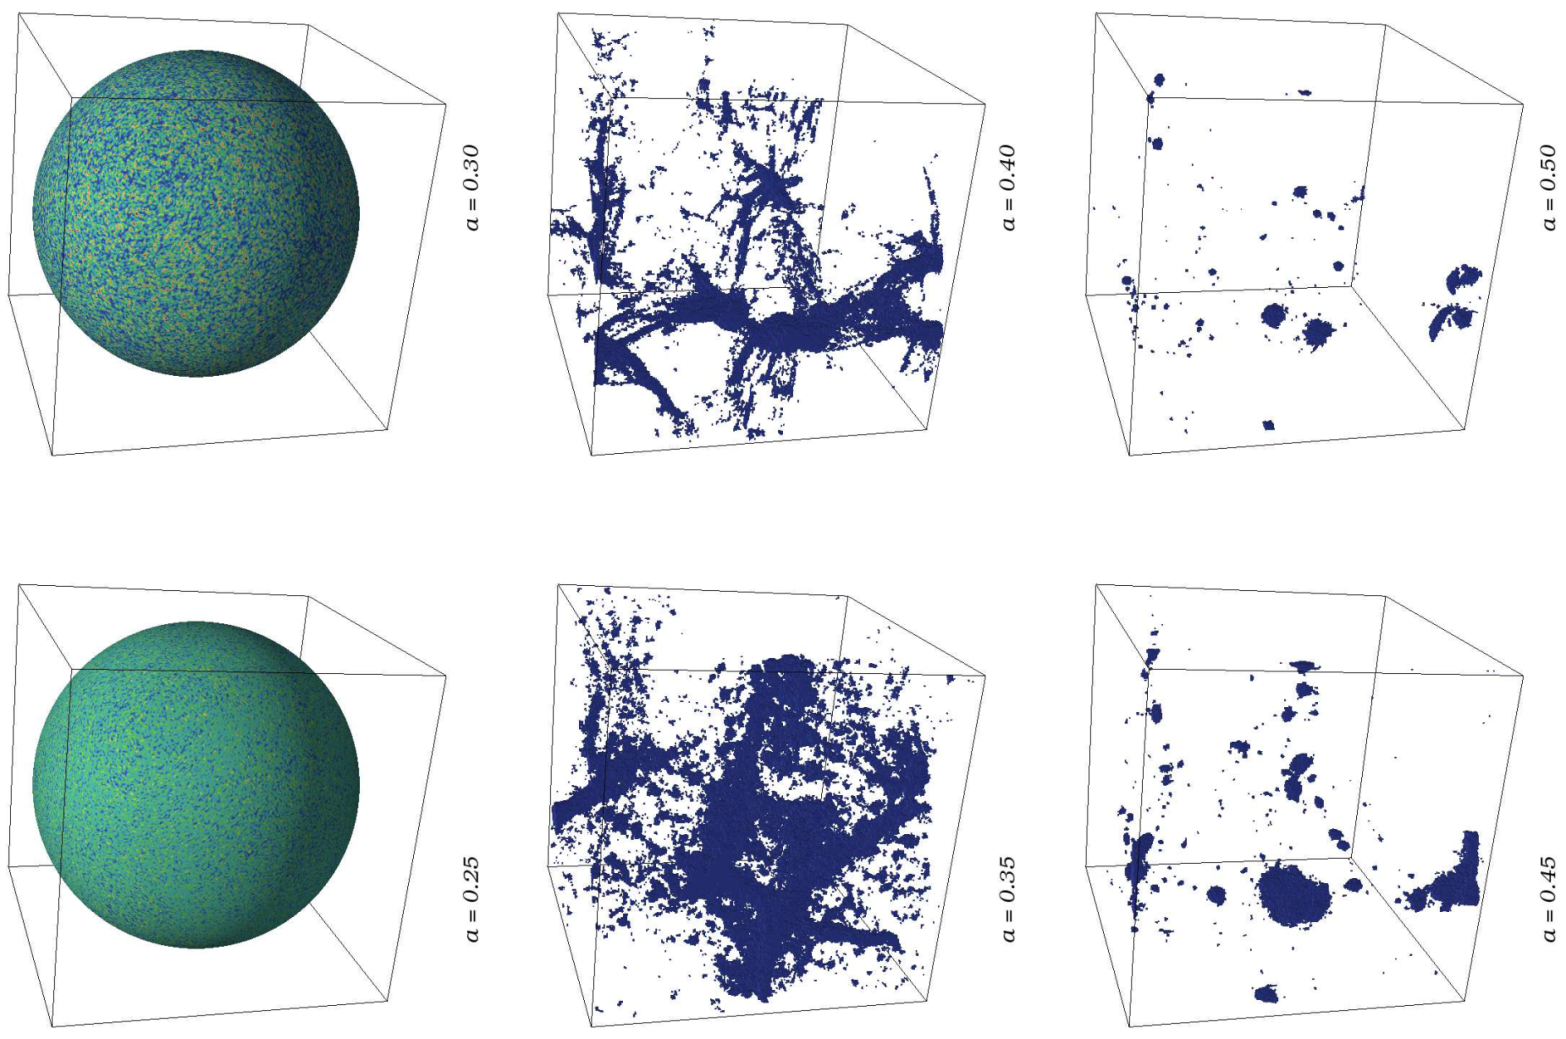 a = 0.25
a = 0.30
a = 0.35
a = 0.40
a = 0.45
a = 0.50